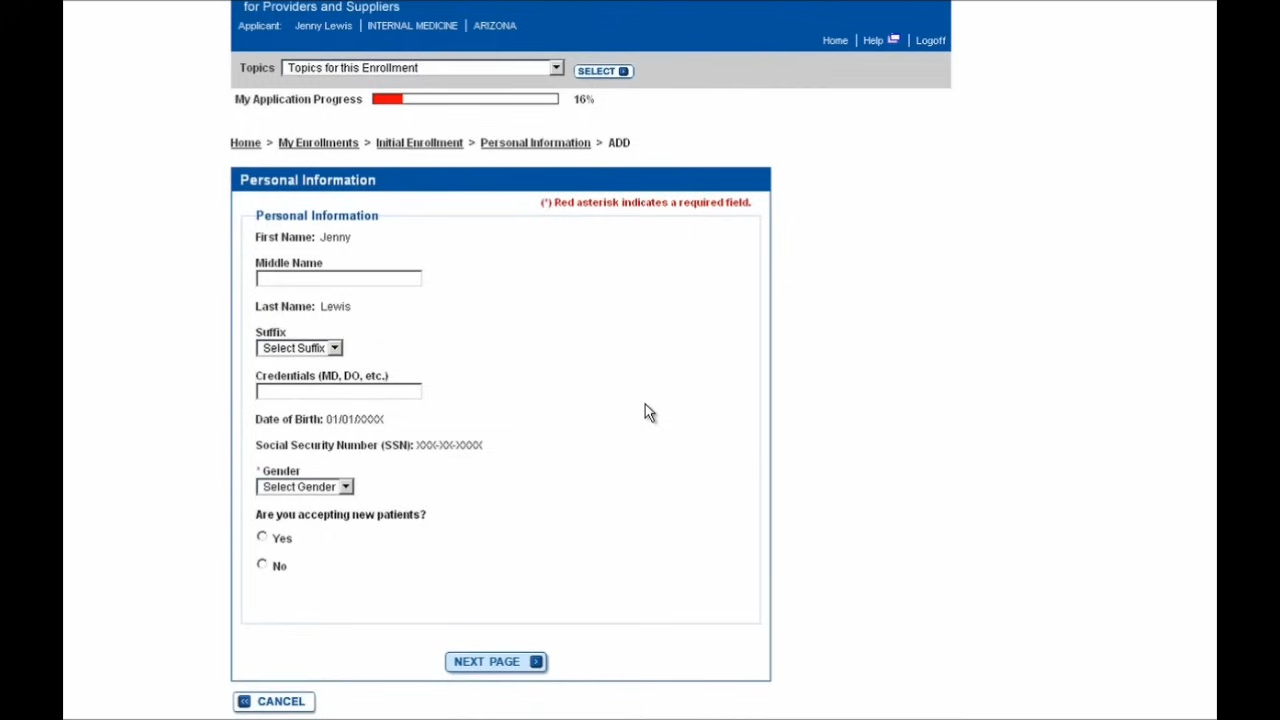 for Providers and Suppliers
Applicant: Jenny Lewis | INTERNAL MEDICINE | ARIZONA
Home | Help | Logoff
Topics Topics for this Enrollment SELECT
My Application Progress 16%
Home > My Enrollments > Initial Enrollment > Personal Information > ADD
Personal Information
(*) Red asterisk indicates a required field.
Personal Information
First Name: Jenny
Middle Name
Last Name: Lewis
Suffix
Select Suffix
Credentials (MD, DO, etc.)
Date of Birth: 01/01/XXXX
Social Security Number (SSN): XXX-XX-XXXX
* Gender
Select Gender
Are you accepting new patients?
Yes
No
NEXT PAGE
CANCEL